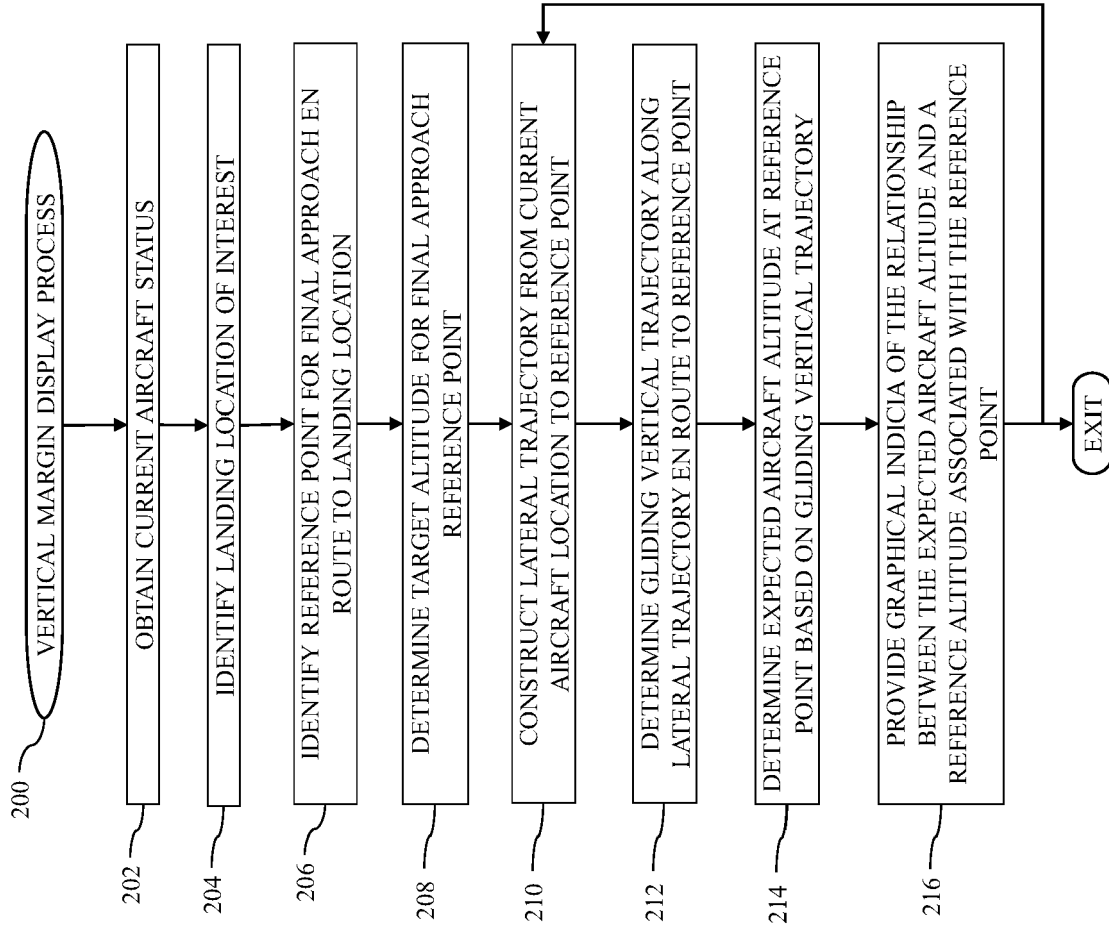 VERTICAL MARGIN DISPLAY PROCESS
200
OBTAIN CURRENT AIRCRAFT STATUS
202
IDENTIFY LANDING LOCATION OF INTEREST
204
IDENTIFY REFERENCE POINT FOR FINAL APPROACH EN
ROUTE TO LANDING LOCATION
206
DETERMINE TARGET ALTITUDE FOR FINAL APPROACH
REFERENCE POINT
208
CONSTRUCT LATERAL TRAJECTORY FROM CURRENT
AIRCRAFT LOCATION TO REFERENCE POINT
210
DETERMINE GLIDING VERTICAL TRAJECTORY ALONG
LATERAL TRAJECTORY EN ROUTE TO REFERENCE POINT
212
DETERMINE EXPECTED AIRCRAFT ALTITUDE AT REFERENCE
POINT BASED ON GLIDING VERTICAL TRAJECTORY
214
PROVIDE GRAPHICAL INDICIA OF THE RELATIONSHIP
BETWEEN THE EXPECTED AIRCRAFT ALTIUDE AND A
REFERENCE ALTITUDE ASSOCIATED WITH THE REFERENCE
POINT
216
EXIT